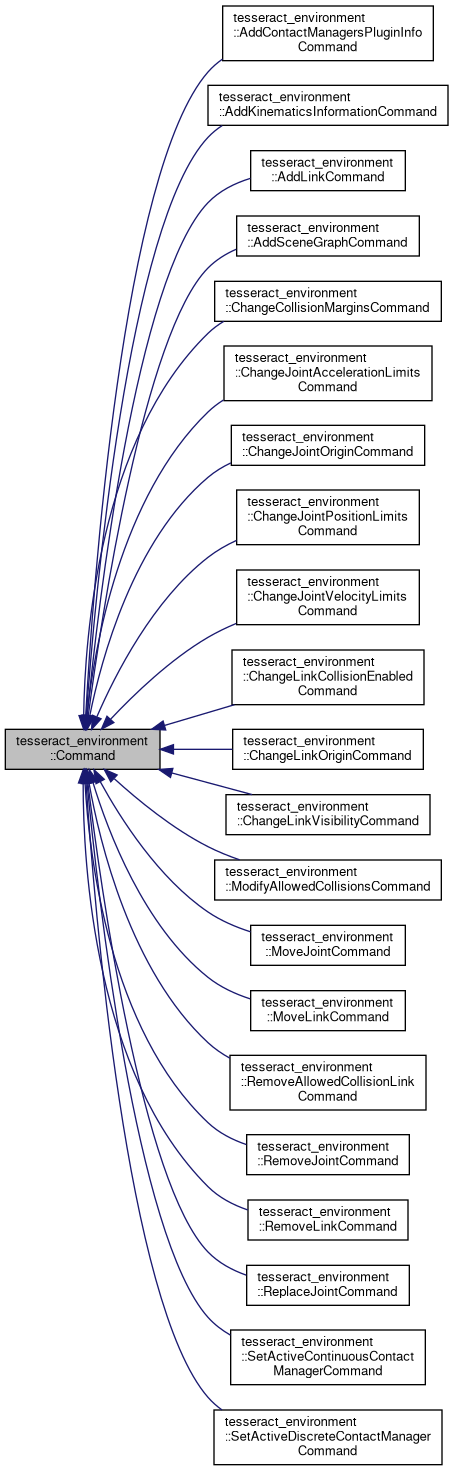 tesseract_environment
::AddContactManagersPluginInfo
Command
tesseract_environment
::AddKinematicsInformationCommand
tesseract_environment
::AddLinkCommand
tesseract_environment
::AddSceneGraphCommand
tesseract_environment
::ChangeCollisionMarginsCommand
tesseract_environment
::ChangeJointAccelerationLimits
Command
tesseract_environment
::ChangeJointOriginCommand
tesseract_environment
::ChangeJointPositionLimits
Command
tesseract_environment
::ChangeJointVelocityLimits
Command
tesseract_environment
::ChangeLinkCollisionEnabled
Command
tesseract_environment
::Command
tesseract_environment
::ChangeLinkOriginCommand
tesseract_environment
::ChangeLinkVisibilityCommand
tesseract_environment
::ModifyAllowedCollisionsCommand
tesseract_environment
::MoveJointCommand
tesseract_environment
::MoveLinkCommand
tesseract_environment
::RemoveAllowedCollisionLink
Command
tesseract_environment
::RemoveJointCommand
tesseract_environment
::RemoveLinkCommand
tesseract_environment
::ReplaceJointCommand
tesseract_environment
::SetActiveContinuousContact
ManagerCommand
tesseract_environment
::SetActiveDiscreteContactManager
Command